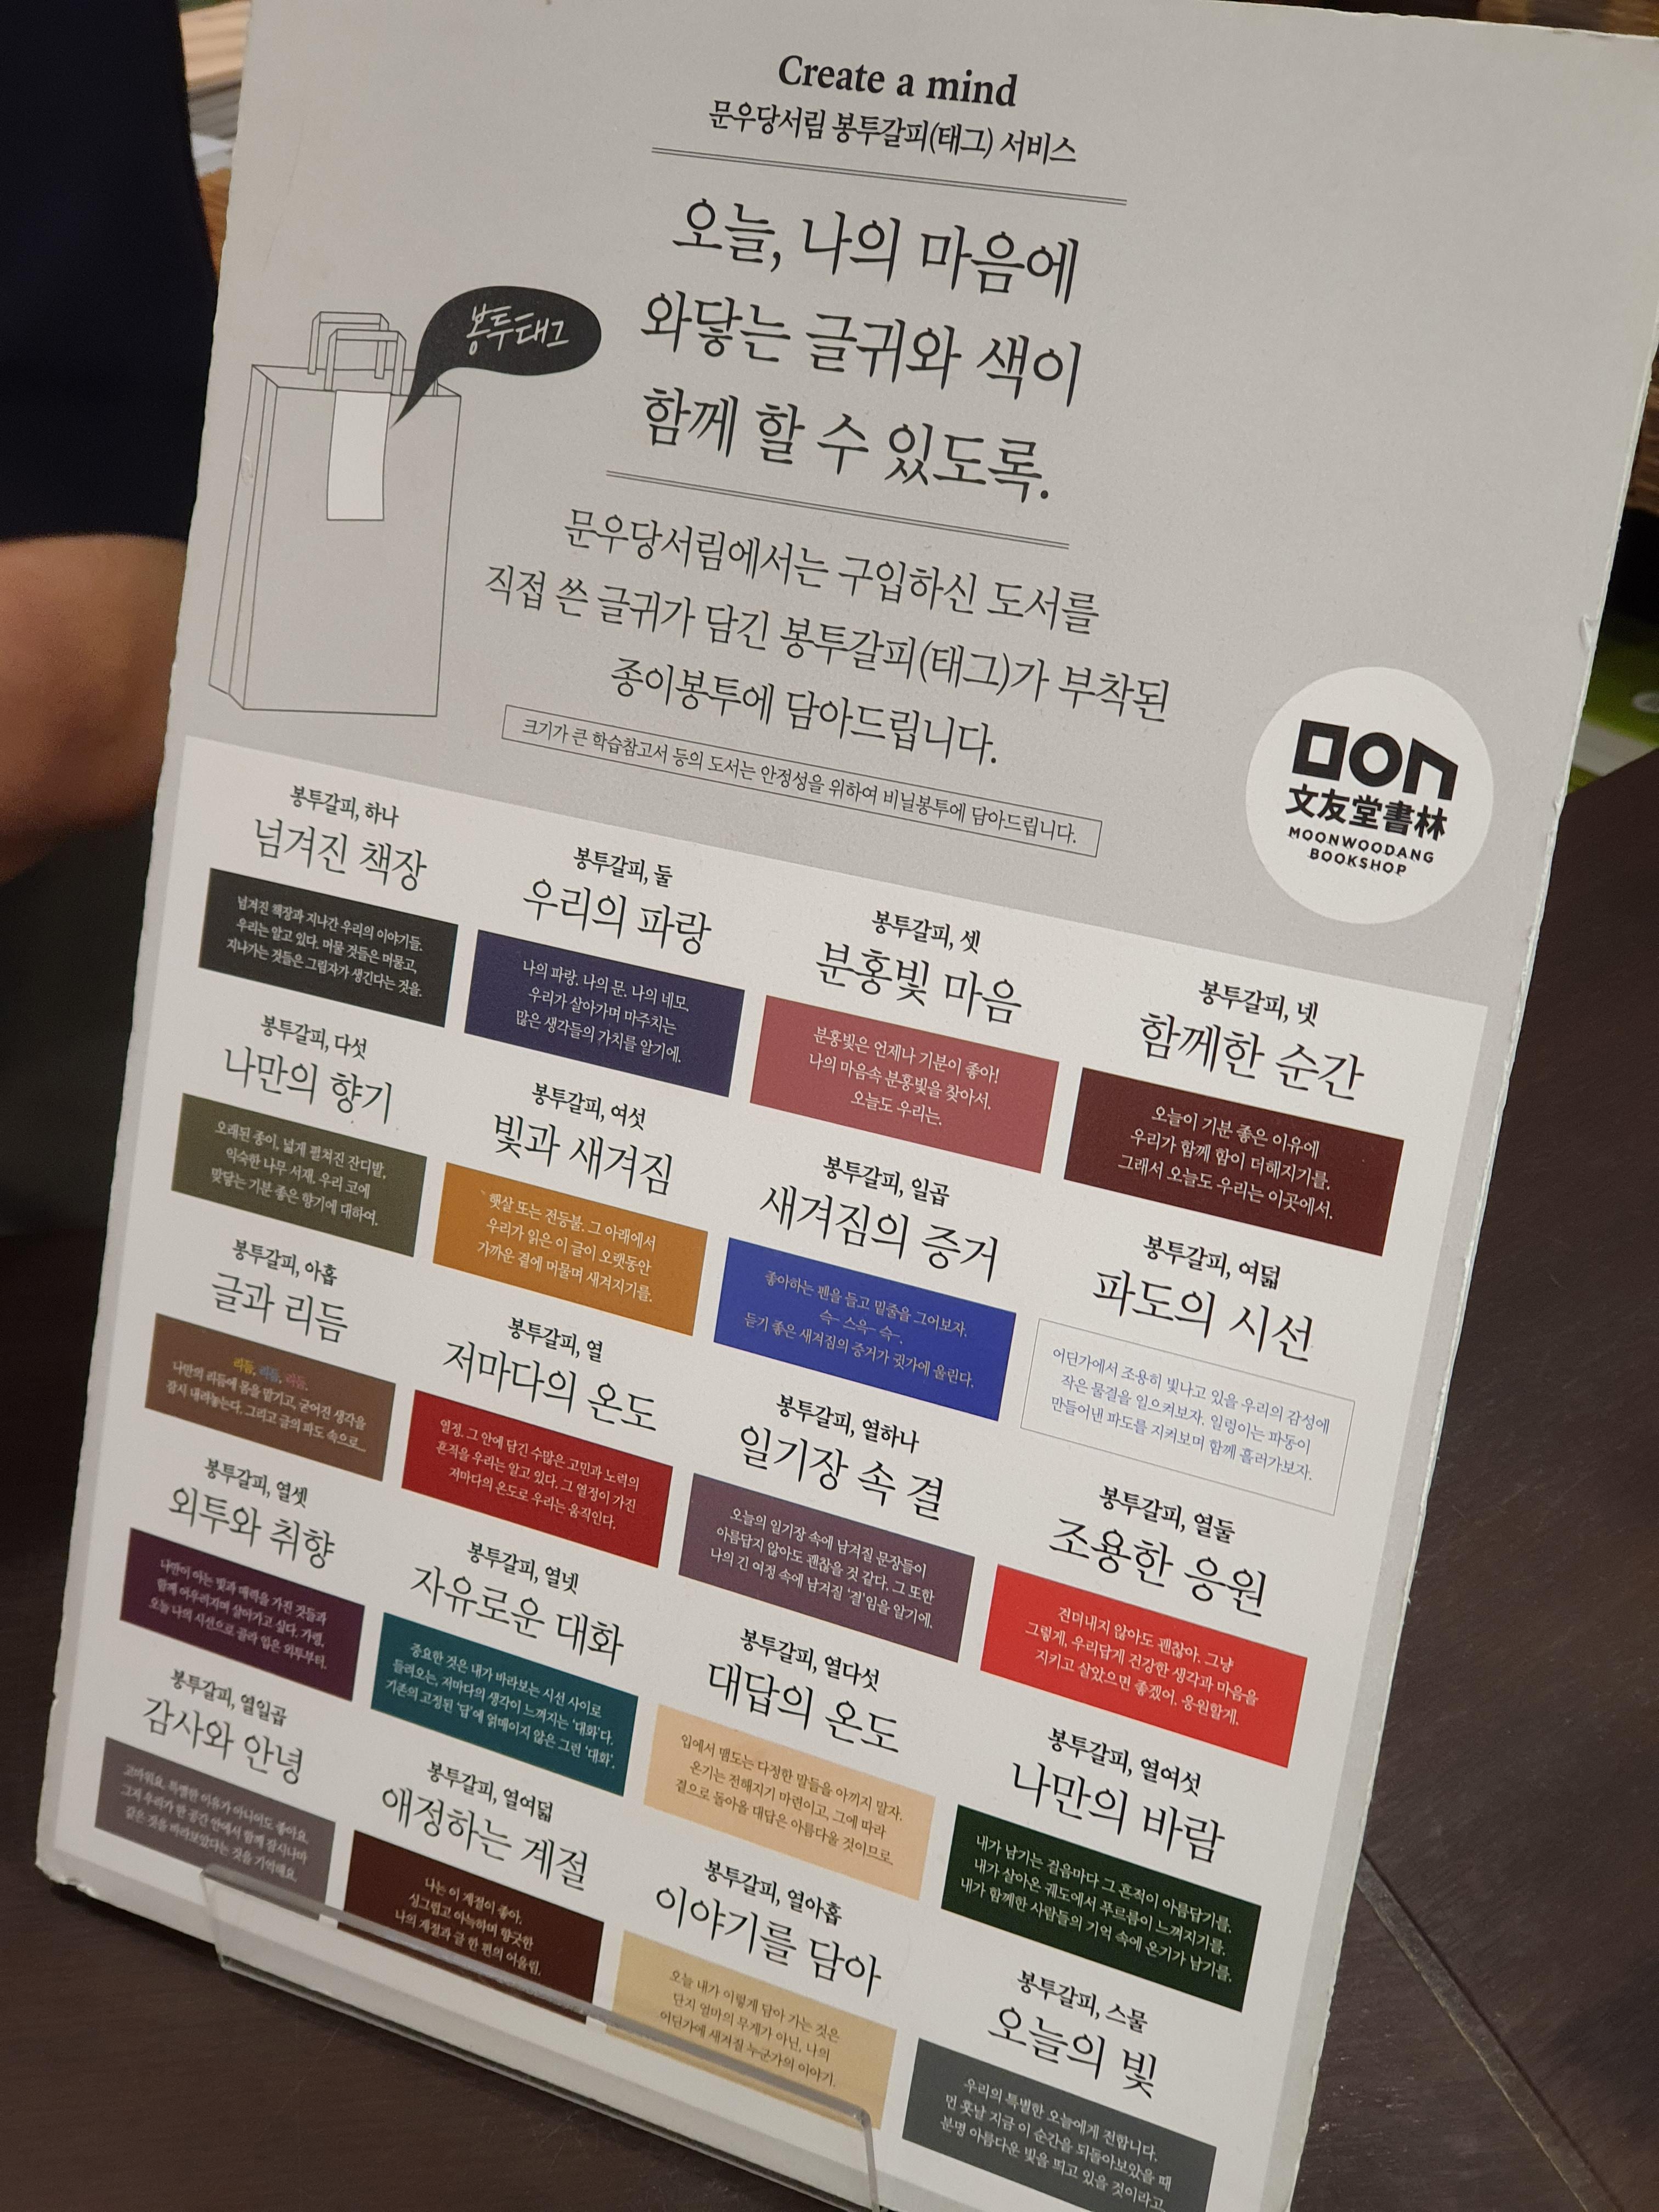 Create a mind
문우당서림 봉투갈피(태그) 서비스
오늘, 나의 마음에
와닿는 글귀와 색이
함께 할 수 있도록.
봉투태그
문우당서림에서는 구입하신 도서를
직접 쓴 글귀가 담긴 봉투갈피(태그)가 부착된
종이봉투에 담아드립니다.
크기가 큰 학습참고서 등의 도서는 안정성을 위하여 비닐봉투에 담아드립니다.
ㅁㅇㄷ
文友堂書林
MOONWOODANG
BOOKSHOP
봉투갈피, 하나
넘겨진 책장
넘겨진 책장과 지나간 우리의 이야기들.
우리는 알고 있다. 머물 것들은 머물고,
지나가는 것들은 그림자가 생긴다는 것을.
봉투갈피, 둘
우리의 파랑
나의 파랑. 나의 문. 나의 네모.
우리가 살아가며 마주치는
많은 생각들의 가치를 알기에.
봉투갈피, 셋
분홍빛 마음
분홍빛은 언제나 기분이 좋아!
나의 마음속 분홍빛을 찾아서.
오늘도 우리는.
봉투갈피, 넷
함께한 순간
오늘이 기분 좋은 이유에
우리가 함께 함이 더해지기를.
그래서 오늘도 우리는 이곳에서.
봉투갈피, 다섯
나만의 향기
오래된 종이, 넓게 펼쳐진 잔디밭,
익숙한 나무 서재. 우리 코에
맞닿는 기분 좋은 향기에 대하여.
봉투갈피, 여섯
빛과 새겨짐
햇살 또는 전등불. 그 아래에서
우리가 읽은 이 글이 오랫동안
가까운 곁에 머물며 새겨지기를.
봉투갈피, 일곱
새겨짐의 증거
좋아하는 펜을 들고 밑줄을 그어보자.
슥- 스윽- 슥-.
듣기 좋은 새겨짐의 증거가 귓가에 울린다.
봉투갈피, 여덟
파도의 시선
어딘가에서 조용히 빛나고 있을 우리의 감성에
작은 물결을 일으켜보자. 일렁이는 파동이
만들어낸 파도를 지켜보며 함께 흘러가보자.
봉투갈피, 아홉
글과 리듬
리듬, 리듬, 리듬.
나만의 리듬에 몸을 맡기고, 굳어진 생각을
잠시 내려놓는다. 그리고 글의 파도 속으로...
봉투갈피, 열
저마다의 온도
열정. 그 안에 담긴 수많은 고민과 노력의
흔적을 우리는 알고 있다. 그 열정이 가진
저마다의 온도로 우리는 움직인다.
봉투갈피, 열하나
일기장 속 결
오늘의 일기장 속에 남겨질 문장들이
아름답지 않아도 괜찮을 것 같다. 그 또한
나의 긴 여정 속에 남겨질 '결'임을 알기에.
봉투갈피, 열둘
조용한 응원
견뎌내지 않아도 괜찮아. 그냥
그렇게, 우리답게 건강한 생각과 마음을
지키고 살았으면 좋겠어. 응원할게.
봉투갈피, 열셋
외투와 취향
나만이 아는 빛과 매력을 가진 것들과
함께 어우러지며 살아가고 싶다. 가령,
오늘 나의 시선으로 골라 입은 외투부터.
봉투갈피, 열넷
자유로운 대화
중요한 것은 내가 바라보는 시선 사이로
들려오는, 저마다의 생각이 느껴지는 '대화'다.
기존의 고정된 '답'에 얽매이지 않은 그런 '대화'.
봉투갈피, 열다섯
대답의 온도
입에서 맴도는 다정한 말들을 아끼지 말자.
온기는 전해지기 마련이고, 그에 따라
곁으로 돌아올 대답은 아름다울 것이므로.
봉투갈피, 열여섯
나만의 바람
내가 남기는 걸음마다 그 흔적이 아름답기를.
내가 살아온 궤도에서 푸르름이 느껴지기를.
내가 함께한 사람들의 기억 속에 온기가 남기를.
봉투갈피, 열일곱
감사와 안녕
고마워요. 특별한 이유가 아니어도 좋아요.
그저 우리가 한 공간 안에서 함께 잠시나마
같은 것을 바라보았다는 것을 기억해요.
봉투갈피, 열여덟
애정하는 계절
나는 이 계절이 좋아.
싱그럽고 아늑하며 향긋한
나의 계절과 글 한 편의 어울림.
봉투갈피, 열아홉
이야기를 담아
오늘 내가 이렇게 담아 가는 것은
단지 얼마의 무게가 아닌, 나의
어딘가에 새겨질 누군가의 이야기.
봉투갈피, 스물
오늘의 빛
우리의 특별한 오늘에게 전합니다.
먼 훗날 지금 이 순간을 되돌아보았을 때
분명 아름다운 빛을 띄고 있을 것이라고.